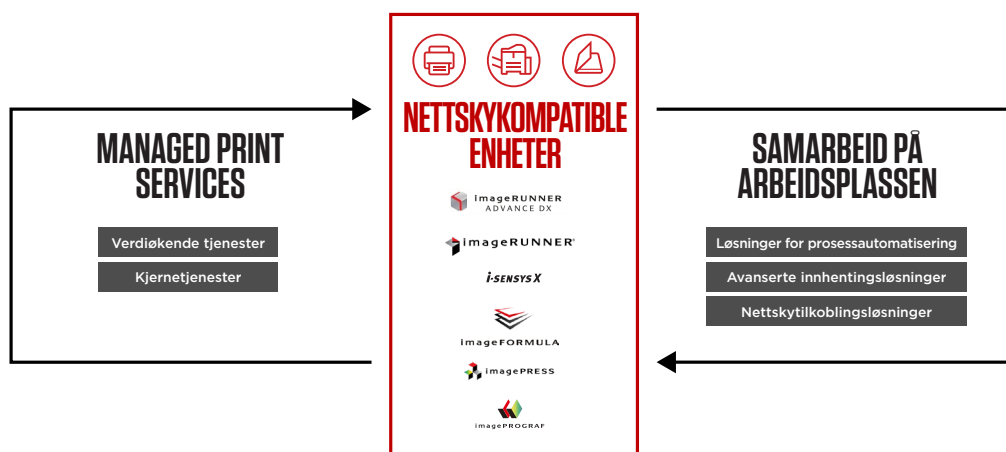 MANAGED PRINT
SERVICES
Verdiøkende tjenester
Kjernetjenester
NETTSKYKOMPATIBLE
ENHETER
imageRUNNER
ADVANCE DX
imageRUNNER®
i-SENSYS X
imageFORMULA
imagePRESS
imagePROGRAF
SAMARBEID PÅ
ARBEIDSPLASSEN
Løsninger for prosessautomatisering
Avanserte innhentingsløsninger
Nettskytilkoblingsløsninger